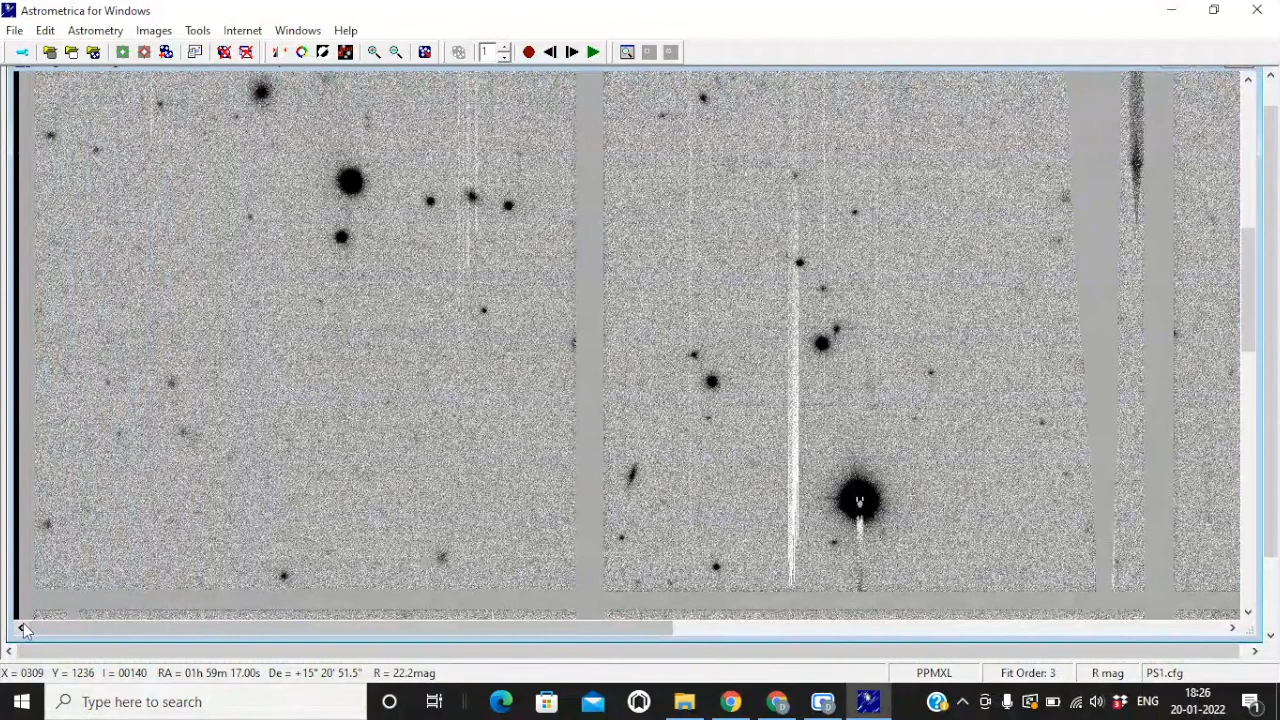 Astrometrica for Windows
File Edit Astrometry Images Tools Internet Windows Help
1
X = 0309 Y = 1236 I = 00140 RA = 01h 59m 17.00s De = +15° 20' 51.5" R = 22.2mag PPMXL Fit Order: 3 R mag PS1.cfg
Type here to search
ENG
18:26
20-01-2022
1